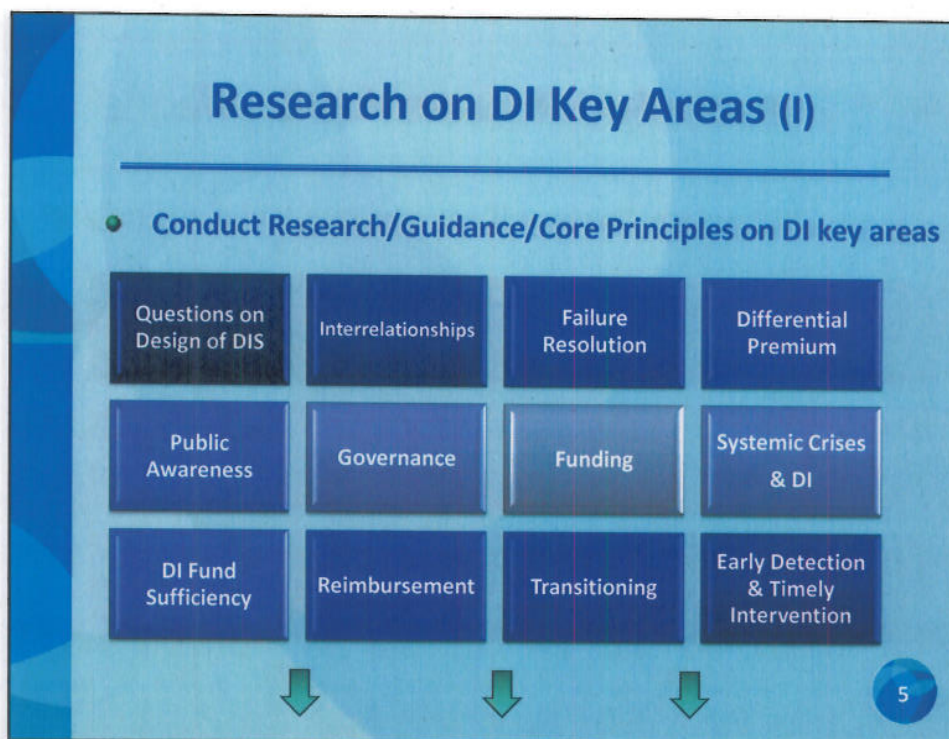 Research on DI Key Areas (I)
Conduct Research/Guidance/Core Principles on DI key areas
Questions on
Design of DIS
Interrelationships
Failure
Resolution
Differential
Premium
Public
Awareness
Governance
Funding
Systemic Crises
& DI
DI Fund
Sufficiency
Reimbursement
Transitioning
Early Detection
& Timely
Intervention
5